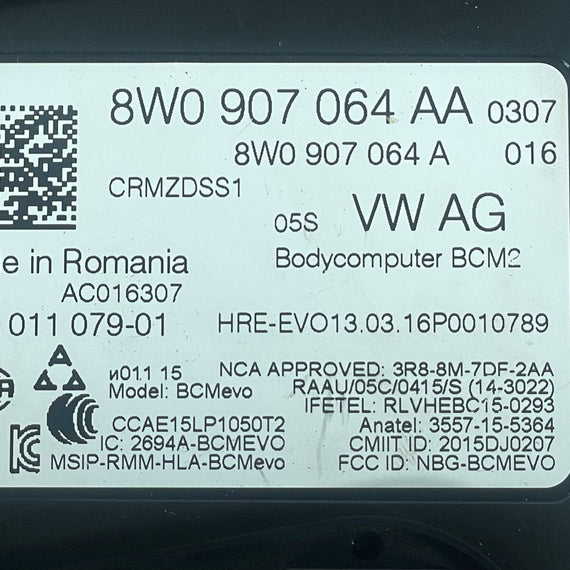 8W0 907 064 AA 0307
8W0 907 064 A 016
CRMZDSS1
05S VW AG
e in Romania Bodycomputer BCM2
AC016307
011 079-01 HRE-EVO13.03.16P0010789
и01.1 15 NCA APPROVED: 3R8-8M-7DF-2AA
Model: BCMevo RAAU/05C/0415/S (14-3022)
IFETEL: RLVHEBC15-0293
CCAE15LP1050T2 Anatel: 3557-15-5364
IC: 2694A-BCMEVO CMIIT ID: 2015DJ0207
MSIP-RMM-HLA-BCMevo FCC ID: NBG-BCMEVO